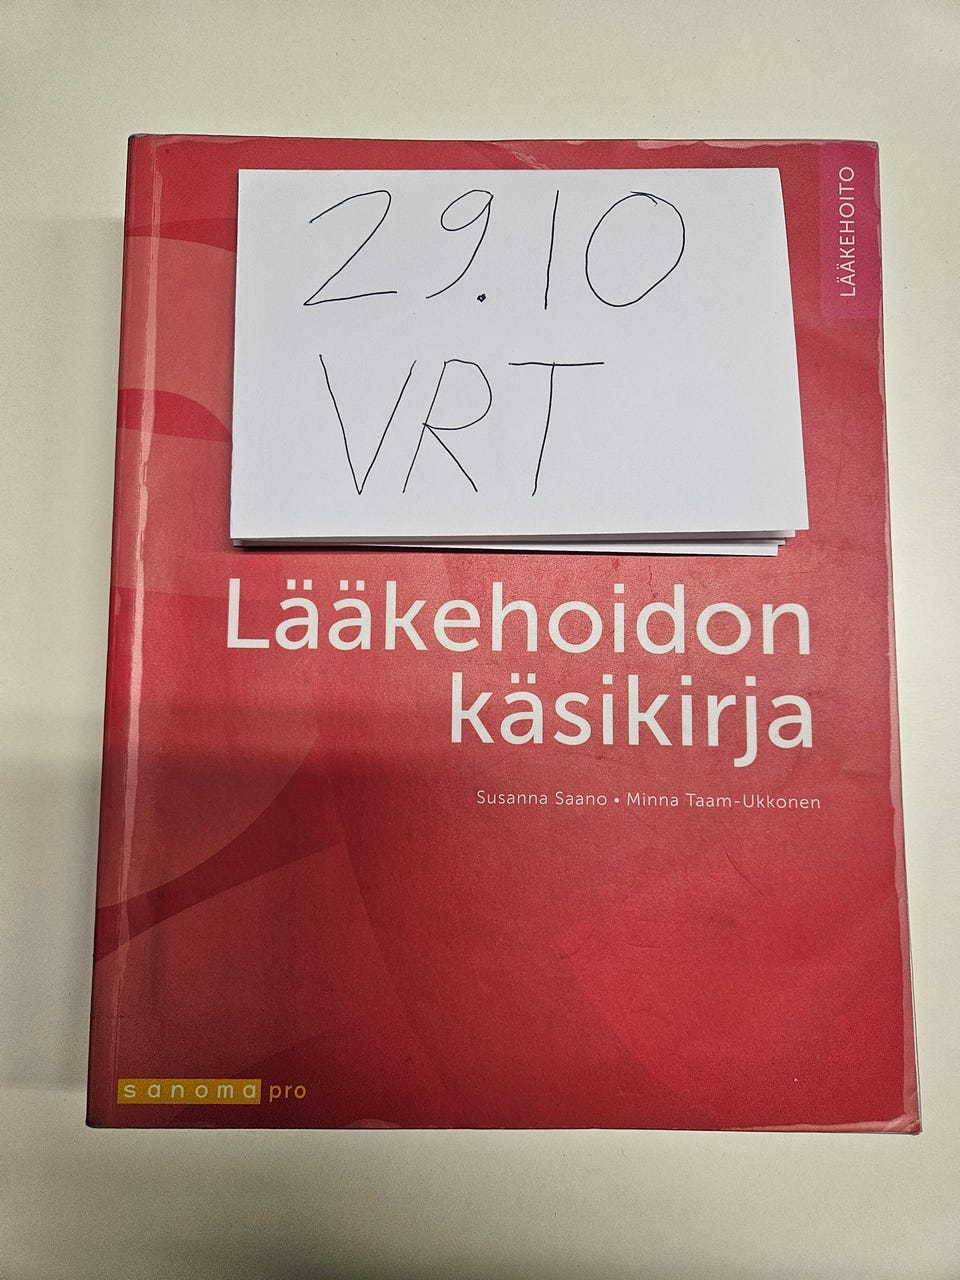 29.10
VRT
LÄÄKEHOITO
Lääkehoidon
käsikirja
Susanna Saano • Minna Taam-Ukkonen
sanoma pro